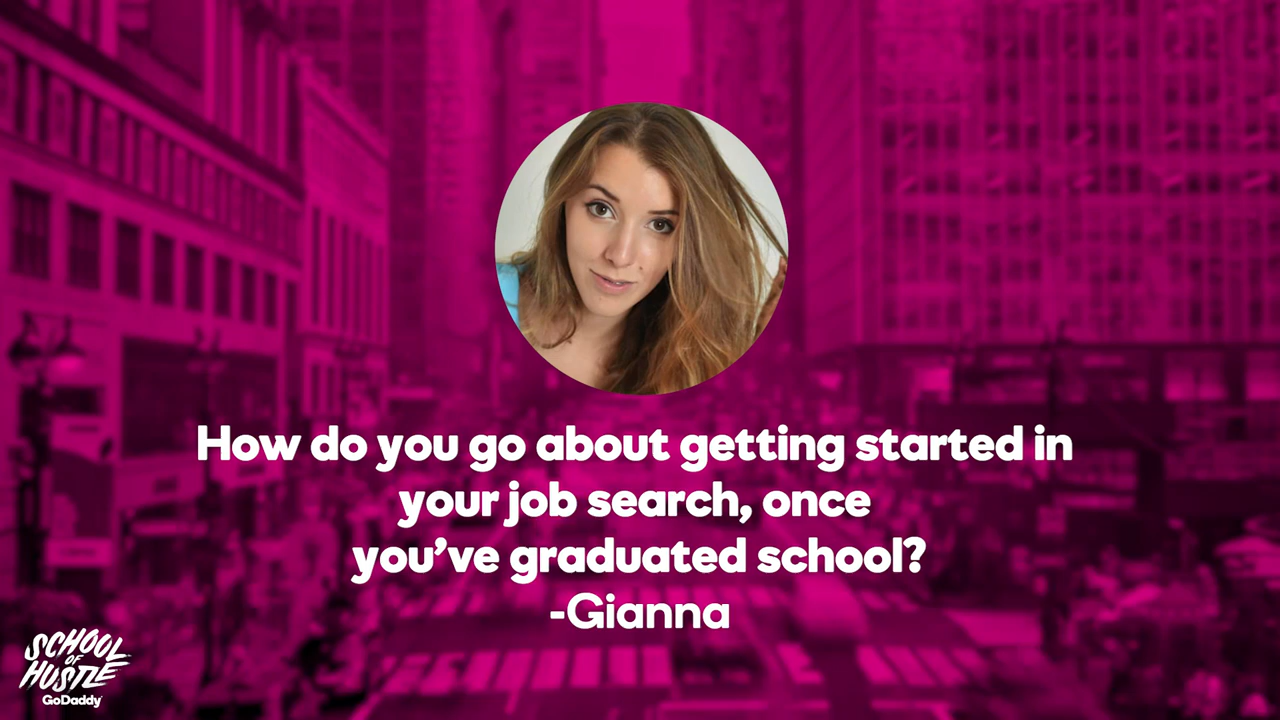 How do you go about getting started in
your job search, once
you’ve graduated school?
-Gianna
SCHOOL
OF
HUSTLE
GoDaddy